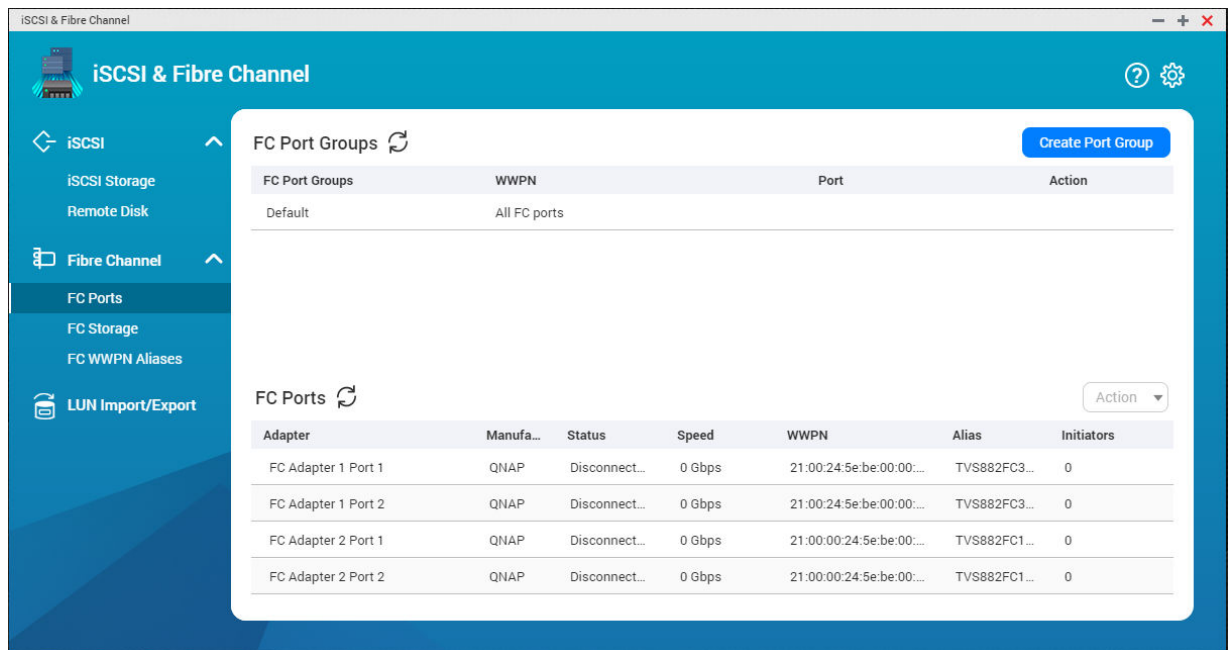 iSCSI & Fibre Channel
iSCSI & Fibre Channel
iSCSI
iSCSI Storage
Remote Disk
Fibre Channel
FC Ports
FC Storage
FC WWPN Aliases
LUN Import/Export
FC Port Groups
Create Port Group
FC Port Groups WWPN Port Action
Default All FC ports
FC Ports
Action
Adapter Manufa... Status Speed WWPN Alias Initiators
FC Adapter 1 Port 1 QNAP Disconnect... 0 Gbps 21:00:24:5e:be:00:00:... TVS882FC3... 0
FC Adapter 1 Port 2 QNAP Disconnect... 0 Gbps 21:00:24:5e:be:00:00:... TVS882FC3... 0
FC Adapter 2 Port 1 QNAP Disconnect... 0 Gbps 21:00:00:24:5e:be:00:... TVS882FC1... 0
FC Adapter 2 Port 2 QNAP Disconnect... 0 Gbps 21:00:00:24:5e:be:00:... TVS882FC1... 0